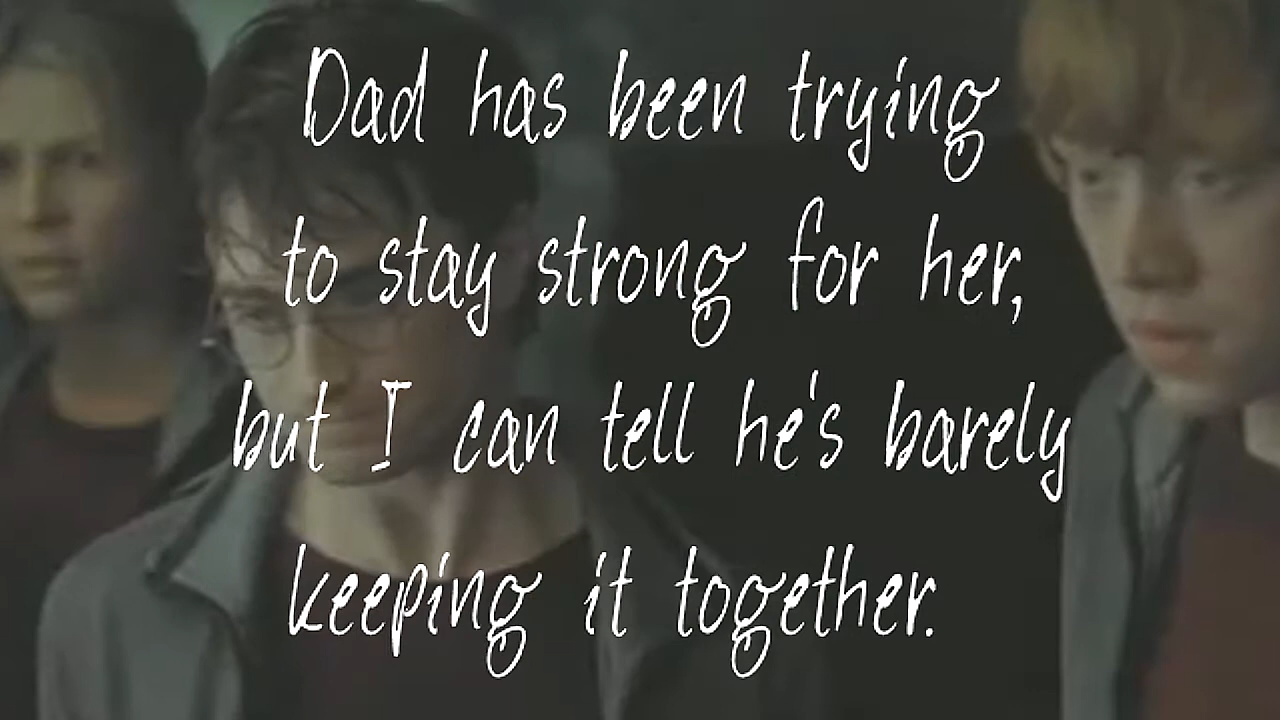 Dad has been trying
to stay strong for her,
but I can tell he's barely
keeping it together.